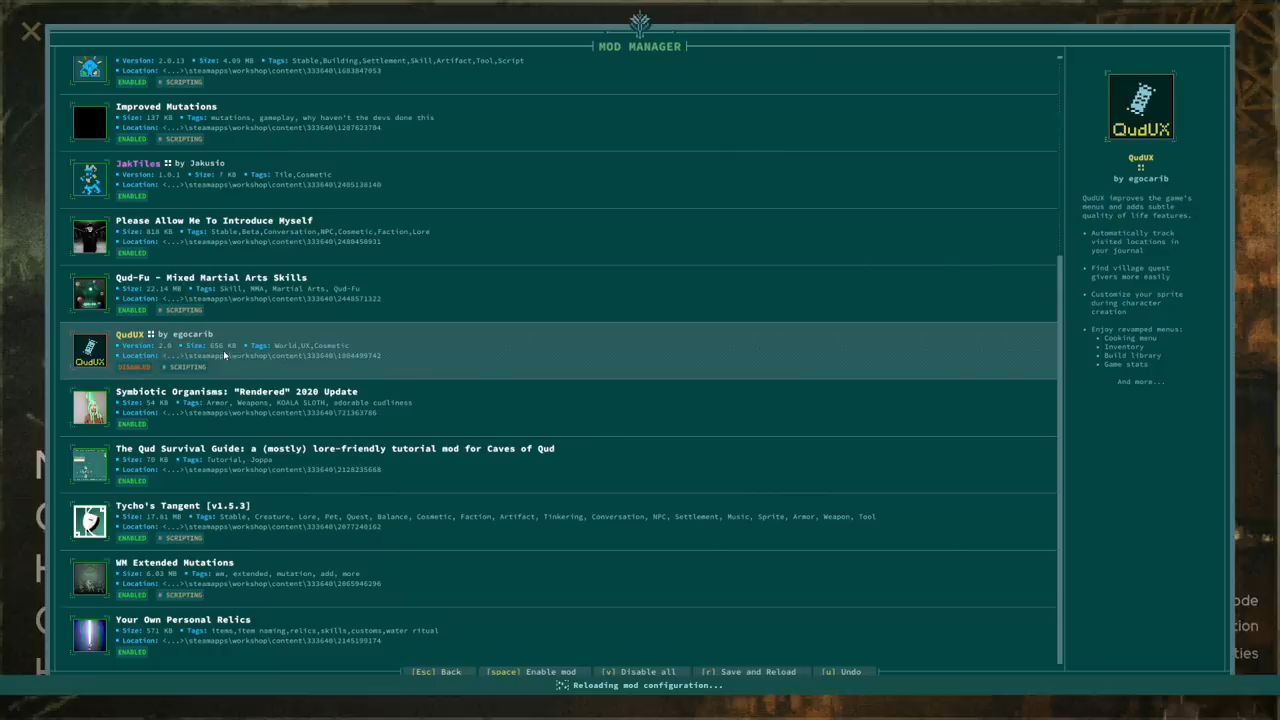 MOD MANAGER
Version: 2.0.13 Size: 4.09 MB Tags: Stable,Building,Settlement,Skill,Artifact,Tool,Script
Location: <...>\steamapps\workshop\content\333640\1683847053
ENABLED # SCRIPTING
Improved Mutations
Size: 137 KB Tags: mutations, gameplay, why haven't the devs done this
Location: <...>\steamapps\workshop\content\333640\1207623704
ENABLED # SCRIPTING
JakTiles :: by Jakusio
Version: 1.0.1 Size: ? KB Tags: Tile,Cosmetic
Location: <...>\steamapps\workshop\content\333640\2405138140
ENABLED
Please Allow Me To Introduce Myself
Size: 818 KB Tags: Stable,Beta,Conversation,NPC,Cosmetic,Faction,Lore
Location: <...>\steamapps\workshop\content\333640\2480450931
ENABLED
Qud-Fu - Mixed Martial Arts Skills
Size: 22.14 MB Tags: Skill, MMA, Martial Arts, Qud-Fu
Location: <...>\steamapps\workshop\content\333640\2448571322
ENABLED # SCRIPTING
QudUX
QudUX :: by egocarib
Version: 2.0 Size: 656 KB Tags: World,UX,Cosmetic
Location: <...>\steamapps\workshop\content\333640\1804499742
DISABLED # SCRIPTING
Symbiotic Organisms: "Rendered" 2020 Update
Size: 54 KB Tags: Armor, Weapons, KOALA SLOTH, adorable cudliness
Location: <...>\steamapps\workshop\content\333640\721363786
ENABLED
The Qud Survival Guide: a (mostly) lore-friendly tutorial mod for Caves of Qud
Size: 70 KB Tags: Tutorial, Joppa
Location: <...>\steamapps\workshop\content\333640\2128235668
ENABLED
Tycho's Tangent [v1.5.3]
Size: 17.61 MB Tags: Stable, Creature, Lore, Pet, Quest, Balance, Cosmetic, Faction, Artifact, Tinkering, Conversation, NPC, Settlement, Music, Sprite, Armor, Weapon, Tool
Location: <...>\steamapps\workshop\content\333640\2077248162
ENABLED # SCRIPTING
WM Extended Mutations
Size: 6.03 MB Tags: wm, extended, mutation, add, more
Location: <...>\steamapps\workshop\content\333640\2865946296
ENABLED # SCRIPTING
Your Own Personal Relics
Size: 571 KB Tags: items,item naming,relics,skills,customs,water ritual
Location: <...>\steamapps\workshop\content\333640\2145199174
ENABLED
QudUX
QudUX
::
by egocarib
QudUX improves the game's
menus and adds subtle
quality of life features.
• Automatically track
visited locations in
your journal
• Find village quest
givers more easily
• Customize your sprite
during character
creation
• Enjoy revamped menus:
• Cooking menu
• Inventory
• Build library
• Game stats
And more...
[Esc] Back [space] Enable mod [v] Disable all [r] Save and Reload [u] Undo
Reloading mod configuration...
ode
tion
ties